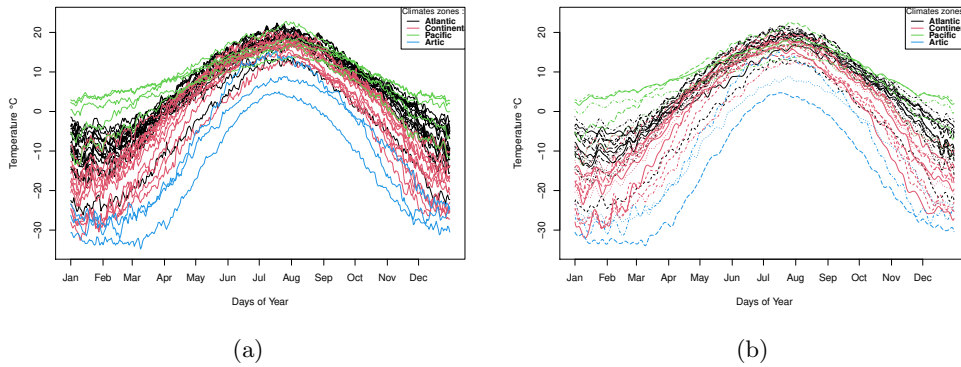 Climates zones :
Atlantic
Continent
Pacific
Artic
Temperature °C
20
10
0
−10
−20
−30
Jan Feb Mar Apr May Jun Jul Aug Sep Oct Nov Dec
Days of Year
(a)
Climates zones :
Atlantic
Continent
Pacific
Artic
Temperature °C
20
10
0
−10
−20
−30
Jan Feb Mar Apr May Jun Jul Aug Sep Oct Nov Dec
Days of Year
(b)